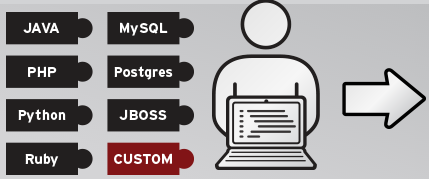 JAVA
MySQL
PHP
Postgres
Python
JBOSS
Ruby
CUSTOM